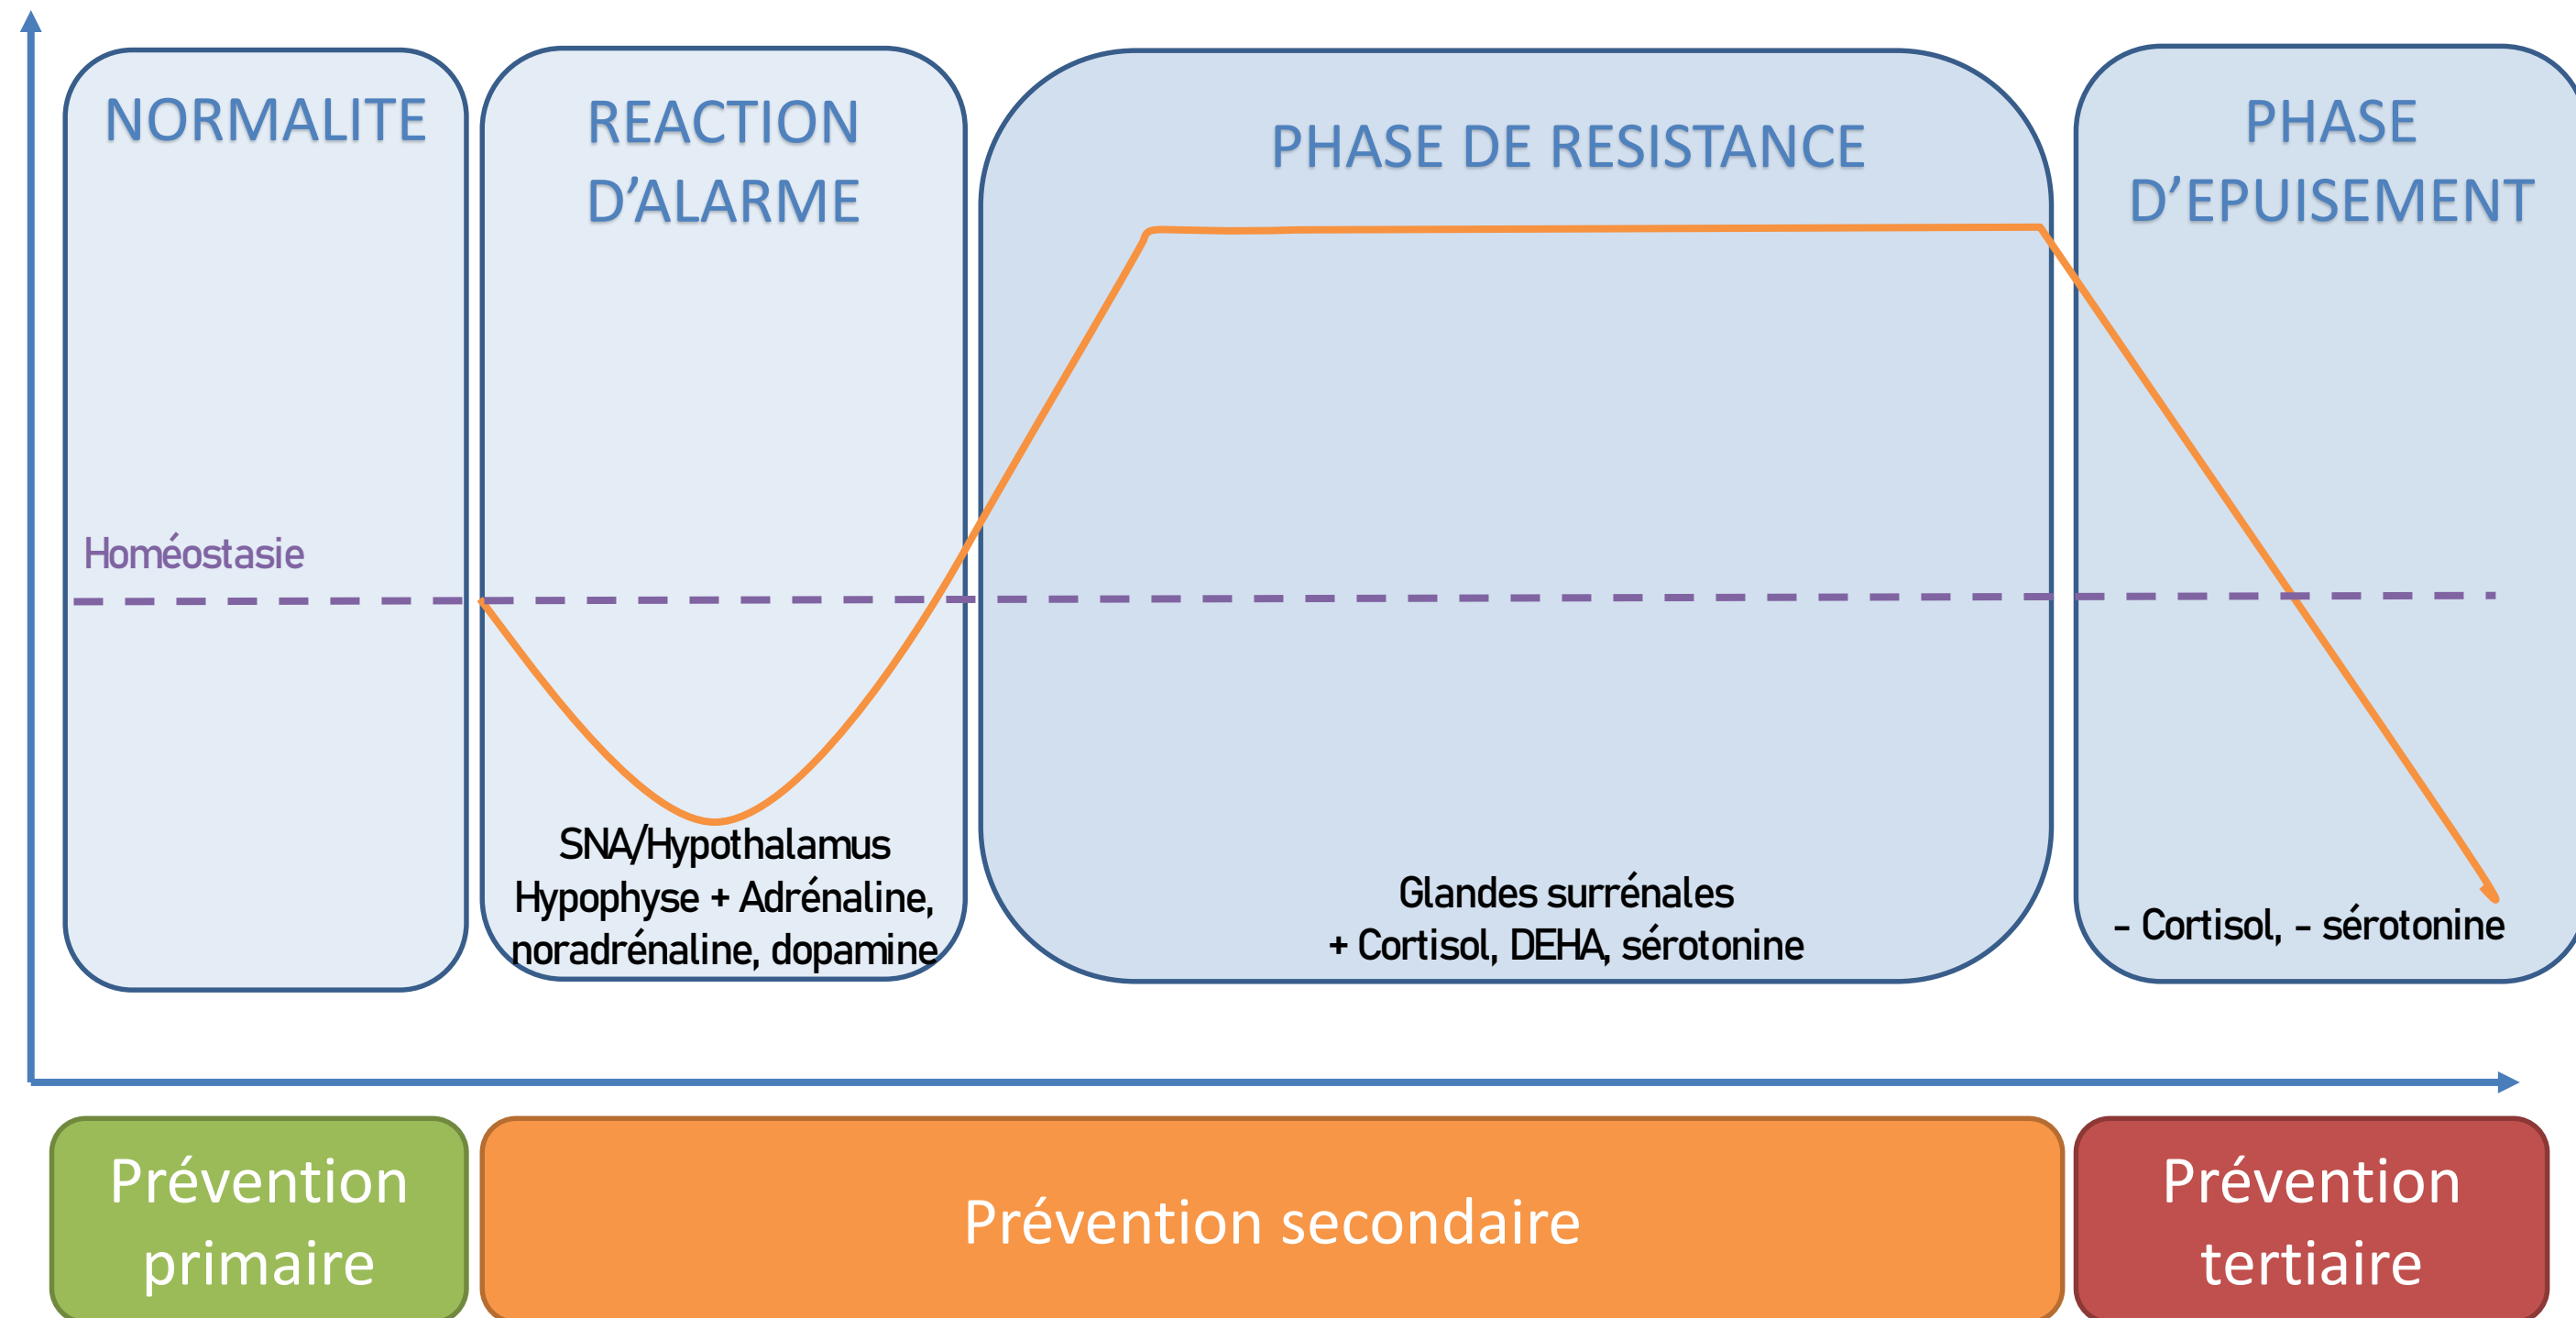 NORMALITE
REACTION
D’ALARME
PHASE DE RESISTANCE
PHASE
D’EPUISEMENT
Homéostasie
SNA/Hypothalamus
Hypophyse + Adrénaline,
noradrénaline, dopamine
Glandes surrénales
+ Cortisol, DEHA, sérotonine
- Cortisol, - sérotonine
Prévention
primaire
Prévention secondaire
Prévention
tertiaire